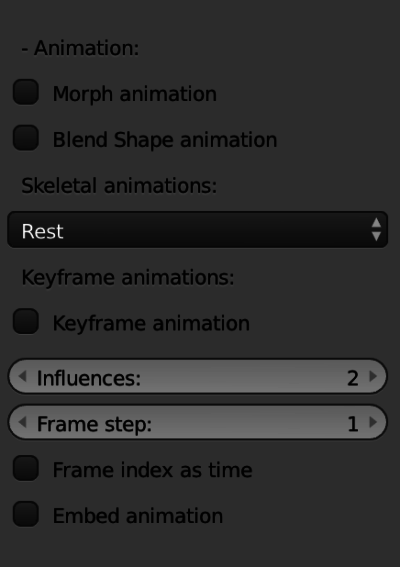 - Animation:
Morph animation
Blend Shape animation
Skeletal animations:
Rest
Keyframe animations:
Keyframe animation
Influences: 2
Frame step: 1
Frame index as time
Embed animation